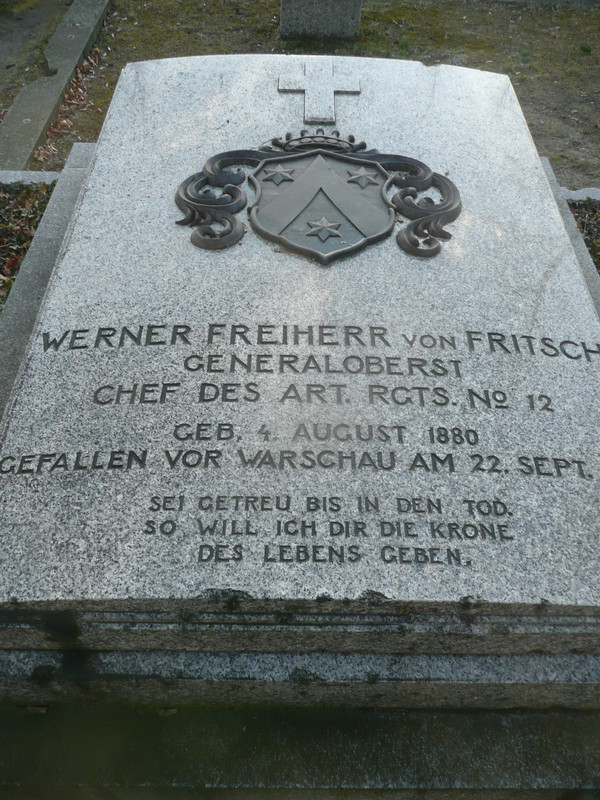 WERNER FREIHERR VON FRITSCH
GENERALOBERST
CHEF DES ART. RGTS. No 12
GEB. 4. AUGUST 1880
GEFALLEN VOR WARSCHAU AM 22. SEPT.
SEI GETREU BIS IN DEN TOD.
SO WILL ICH DIR DIE KRONE
DES LEBENS GEBEN.